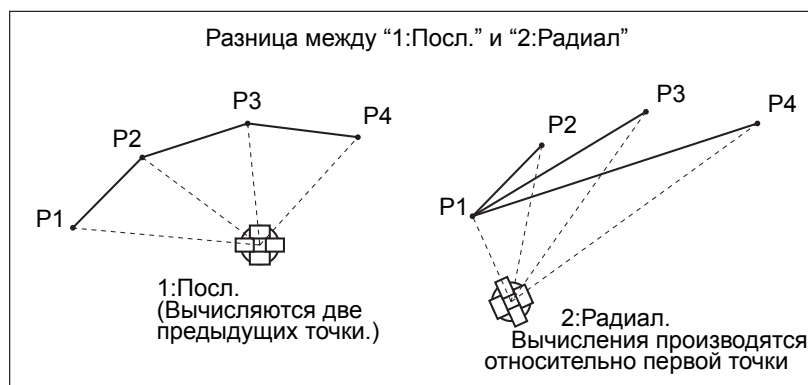 Разница между “1:Посл.” и “2:Радиал”
P3
P4
P2
P1
1:Посл.
(Вычисляются две
предыдущих точки.)
P3
P4
P2
P1
2:Радиал.
Вычисления производятся
относительно первой точки